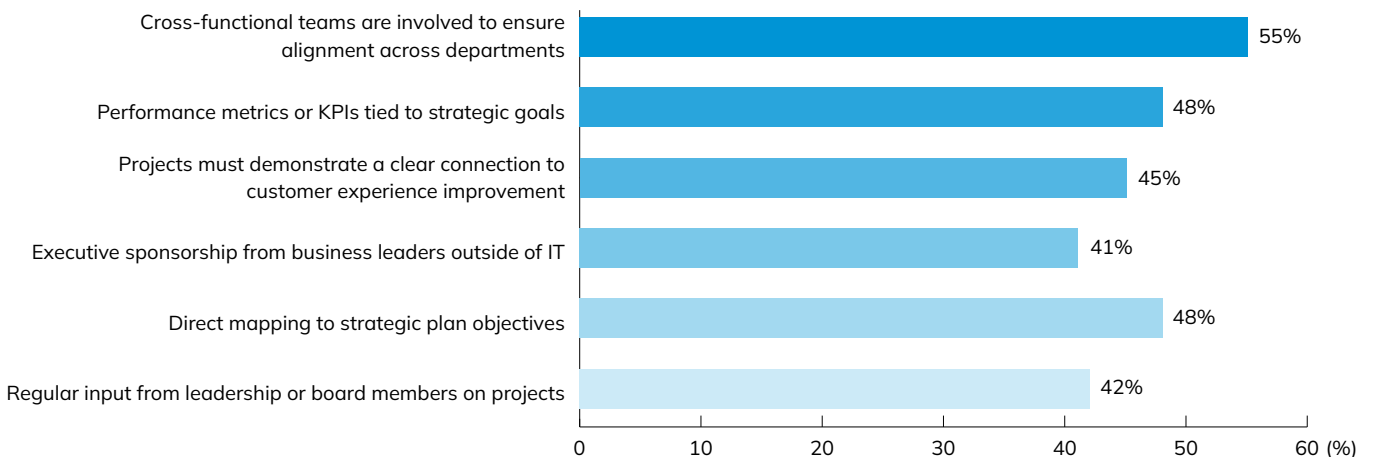 Cross-functional teams are involved to ensure
alignment across departments
55%
Performance metrics or KPIs tied to strategic goals
48%
Projects must demonstrate a clear connection to
customer experience improvement
45%
Executive sponsorship from business leaders outside of IT
41%
Direct mapping to strategic plan objectives
48%
Regular input from leadership or board members on projects
42%
0 10 20 30 40 50 60 (%)